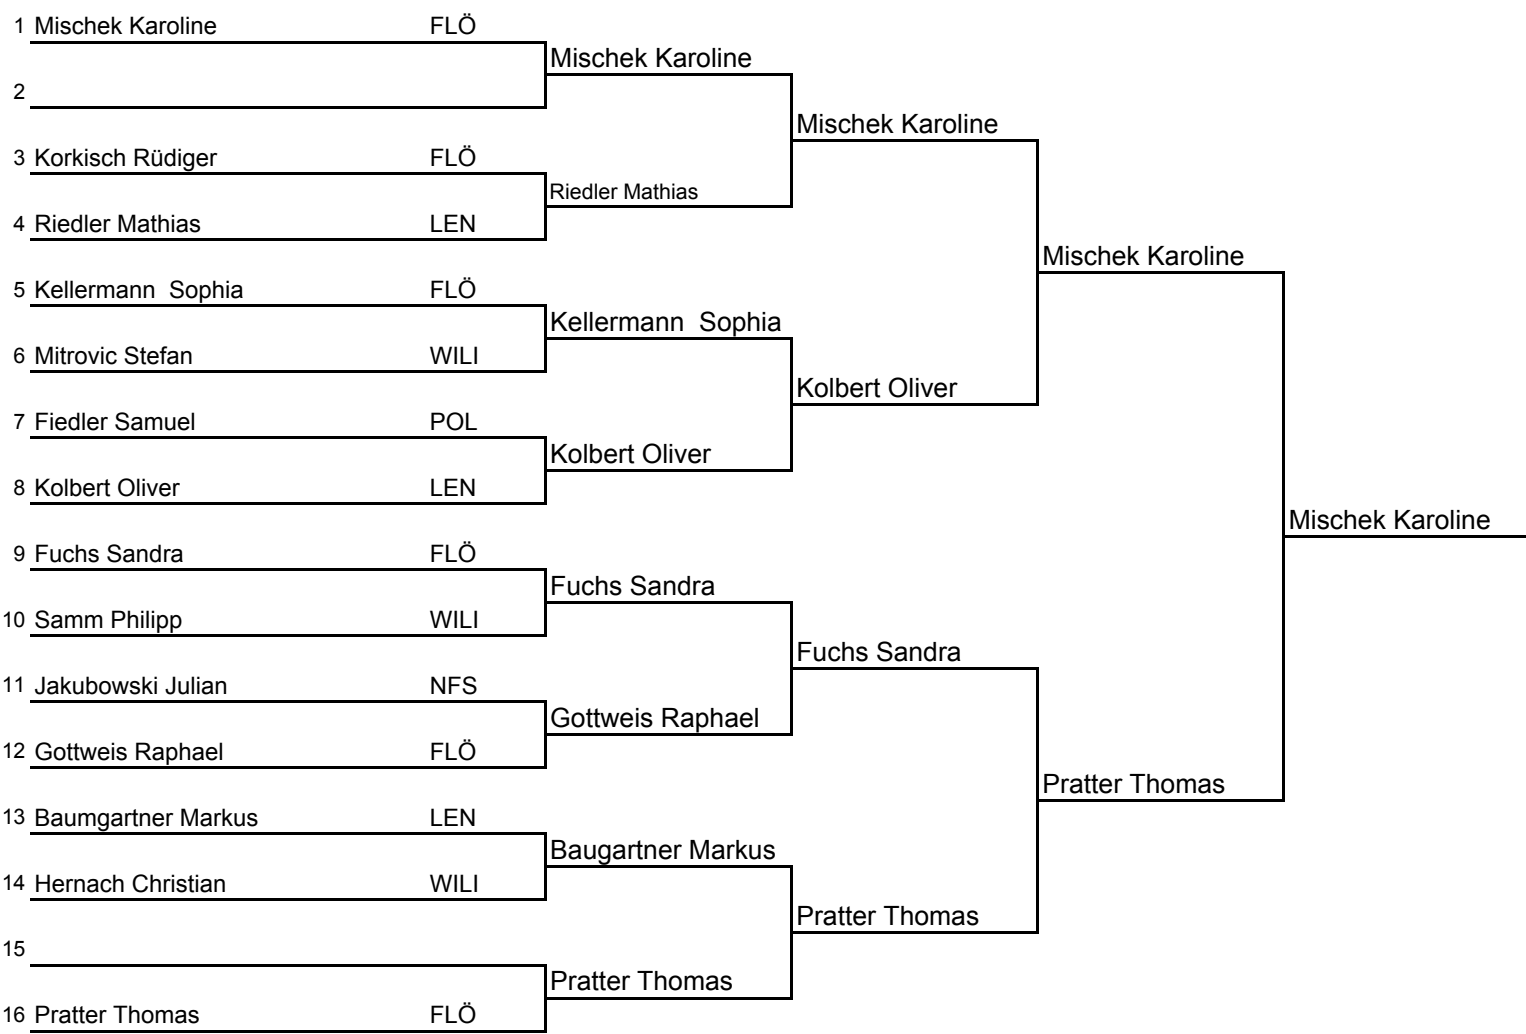 1 Mischek Karoline FLÖ
Mischek Karoline
2
Mischek Karoline
3 Korkisch Rüdiger FLÖ
Riedler Mathias
4 Riedler Mathias LEN
Mischek Karoline
5 Kellermann  Sophia FLÖ
Kellermann  Sophia
6 Mitrovic Stefan WILI
Kolbert Oliver
7 Fiedler Samuel POL
Kolbert Oliver
8 Kolbert Oliver LEN
Mischek Karoline
9 Fuchs Sandra FLÖ
Fuchs Sandra
10 Samm Philipp WILI
Fuchs Sandra
11 Jakubowski Julian NFS
Gottweis Raphael
12 Gottweis Raphael FLÖ
Pratter Thomas
13 Baumgartner Markus LEN
Baugartner Markus
14 Hernach Christian WILI
Pratter Thomas
15
Pratter Thomas
16 Pratter Thomas FLÖ